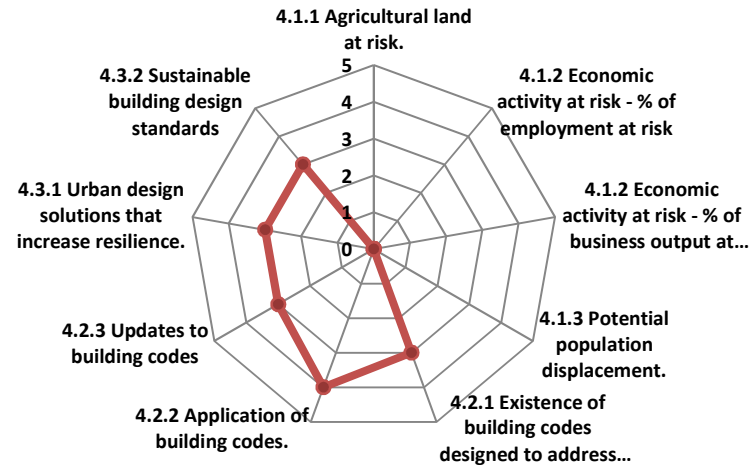 4.1.1 Agricultural land
at risk.
4.1.2 Economic
activity at risk - % of
employment at risk
4.1.2 Economic
activity at risk - % of
business output at…
4.1.3 Potential
population
displacement.
4.2.1 Existence of
building codes
designed to address…
4.2.2 Application of
building codes.
4.2.3 Updates to
building codes
4.3.1 Urban design
solutions that
increase resilience.
4.3.2 Sustainable
building design
standards
5
4
3
2
1
0